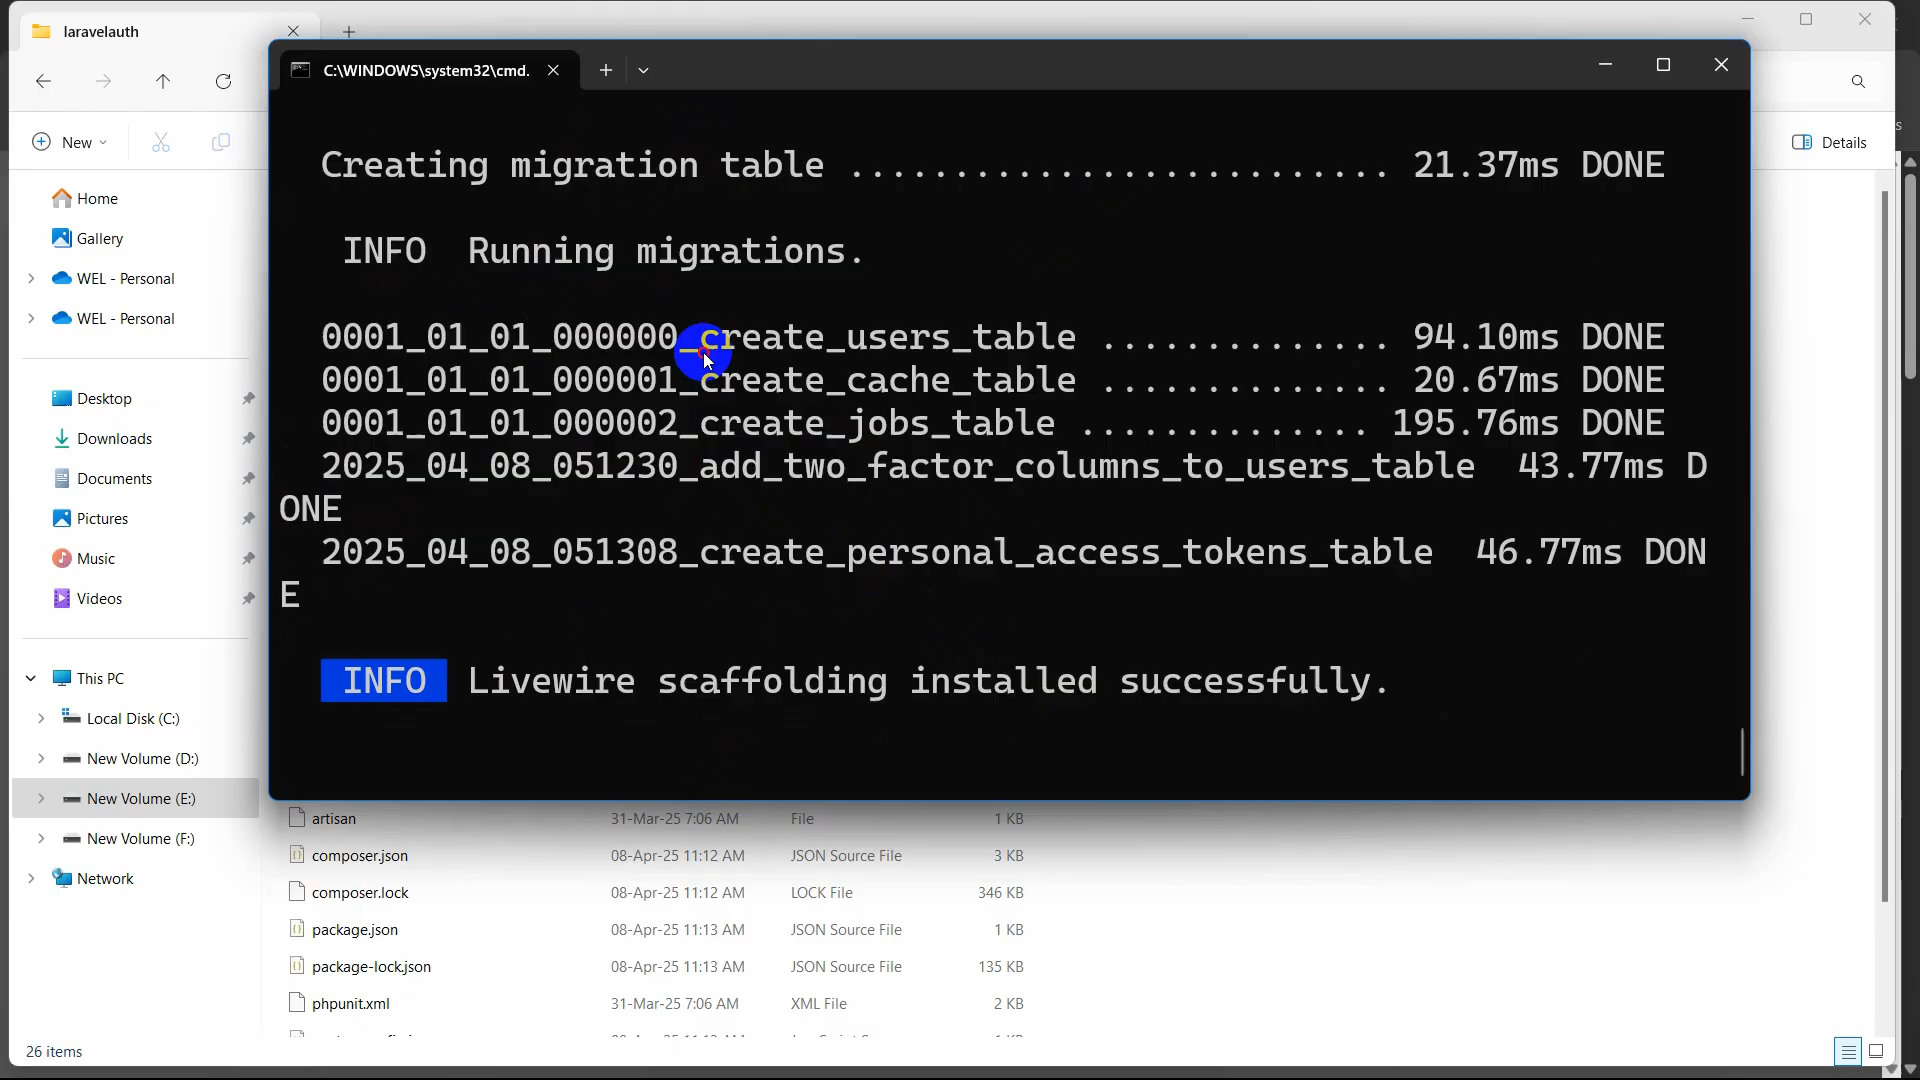 laravelauth
C:\WINDOWS\system32\cmd.
New
Details
Home
Gallery
WEL - Personal
WEL - Personal
Desktop
Downloads
Documents
Pictures
Music
Videos
This PC
Local Disk (C:)
New Volume (D:)
New Volume (E:)
New Volume (F:)
Network
Creating migration table .......................... 21.37ms DONE
INFO  Running migrations.
0001_01_01_000000_create_users_table .............. 94.10ms DONE
0001_01_01_000001_create_cache_table .............. 20.67ms DONE
0001_01_01_000002_create_jobs_table .............. 195.76ms DONE
2025_04_08_051230_add_two_factor_columns_to_users_table  43.77ms D
ONE
2025_04_08_051308_create_personal_access_tokens_table  46.77ms DON
E
INFO Livewire scaffolding installed successfully.
artisan 31-Mar-25 7:06 AM File 1 KB
composer.json 08-Apr-25 11:12 AM JSON Source File 3 KB
composer.lock 08-Apr-25 11:12 AM LOCK File 346 KB
package.json 08-Apr-25 11:13 AM JSON Source File 1 KB
package-lock.json 08-Apr-25 11:13 AM JSON Source File 135 KB
phpunit.xml 31-Mar-25 7:06 AM XML File 2 KB
26 items